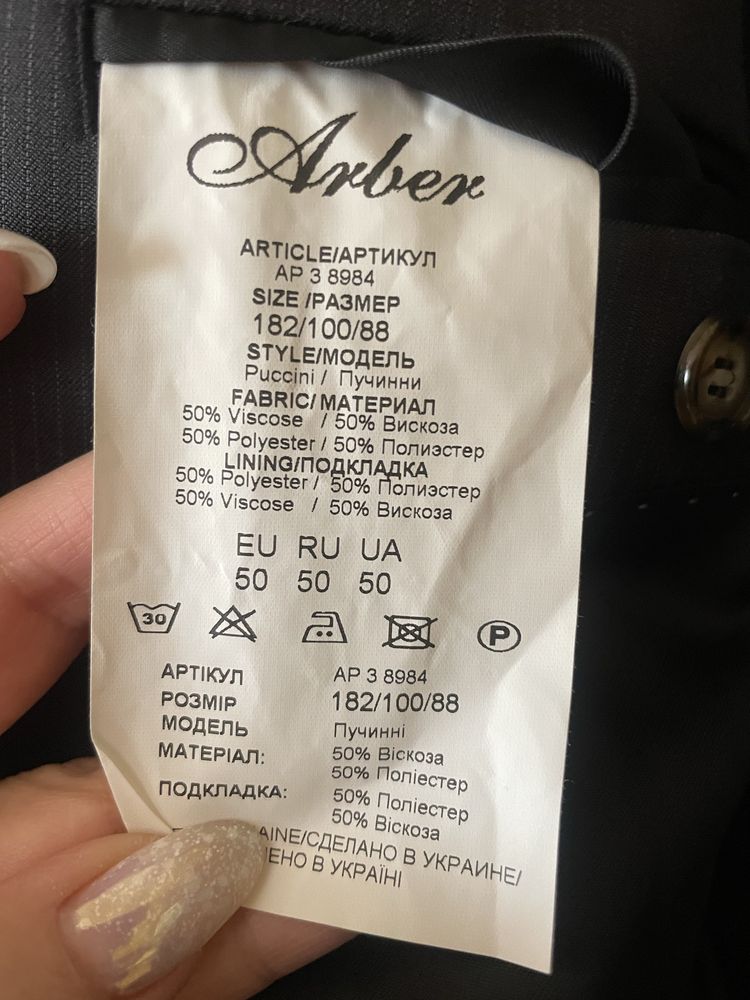 Arber
ARTICLE/АРТИКУЛ
AP 3 8984
SIZE /РАЗМЕР
182/100/88
STYLE/МОДЕЛЬ
Puccini / Пучинни
FABRIC/ МАТЕРИАЛ
50% Viscose / 50% Вискоза
50% Polyester / 50% Полиэстер
LINING/ПОДКЛАДКА
50% Polyester / 50% Полиэстер
50% Viscose / 50% Вискоза
EU RU UA
50 50 50
30 P
АРТІКУЛ AP 3 8984
РОЗМІР 182/100/88
МОДЕЛЬ Пучинні
МАТЕРІАЛ: 50% Віскоза
50% Поліестер
ПОДКЛАДКА: 50% Поліестер
50% Віскоза
СДЕЛАНО В УКРАИНЕ/
В УКРАЇНІ